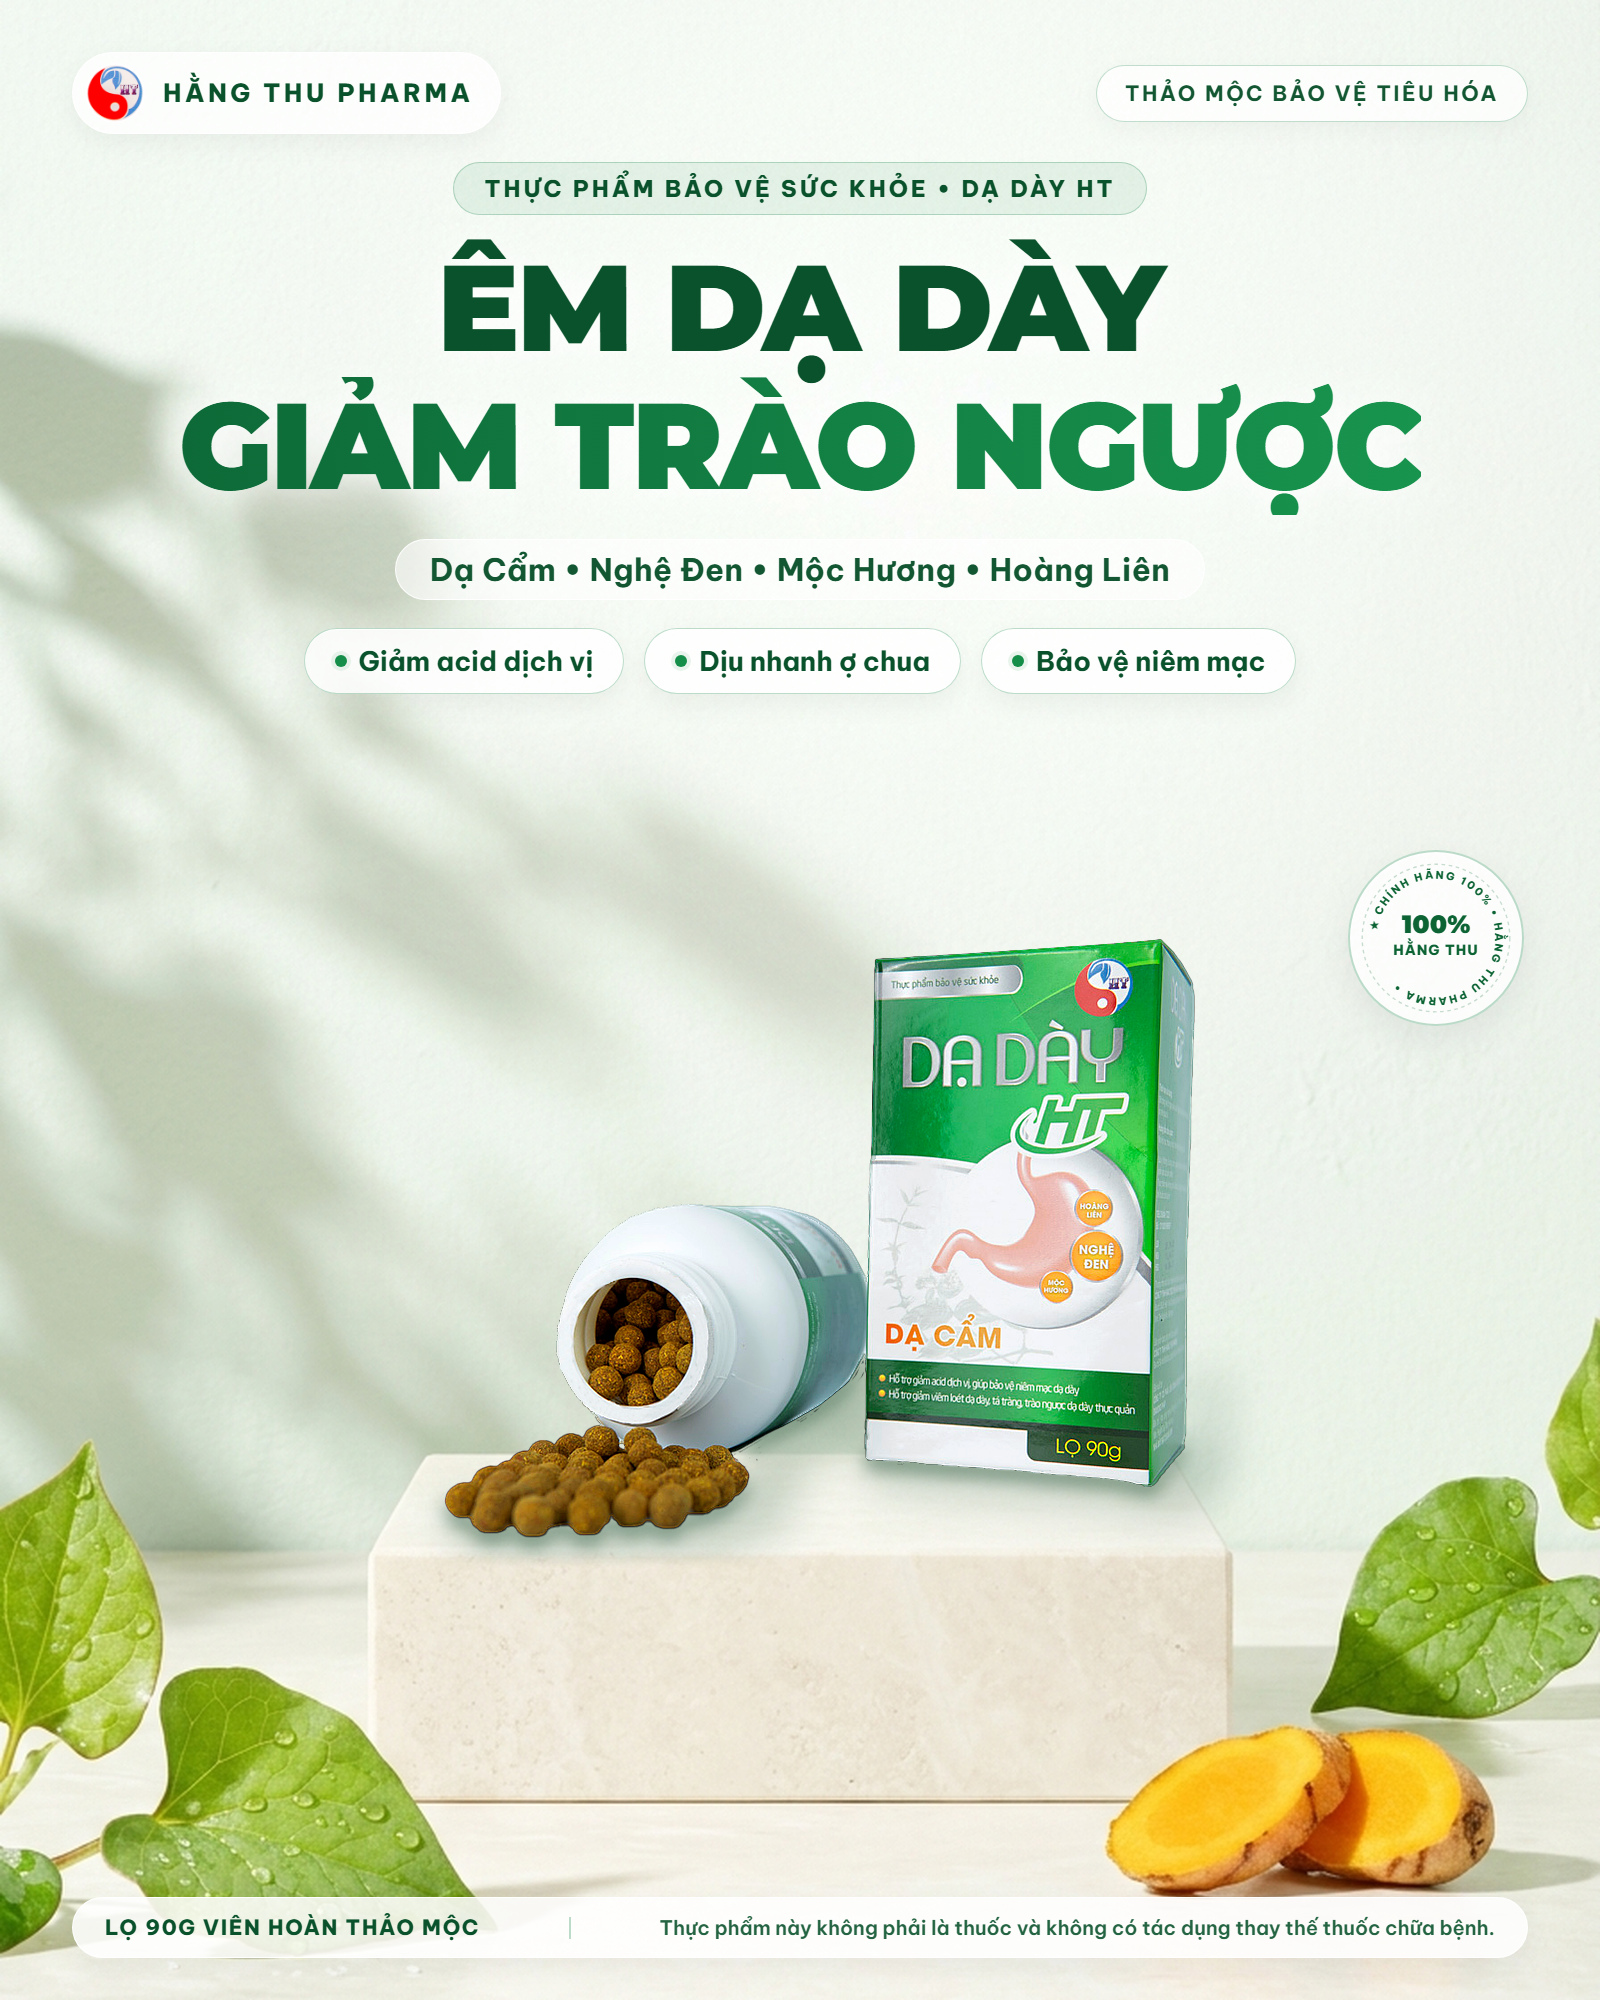 HT
HẰNG THU PHARMA
THẢO MỘC BẢO VỆ TIÊU HÓA
THỰC PHẨM BẢO VỆ SỨC KHỎE • DẠ DÀY HT
ÊM DẠ DÀY
GIẢM TRÀO NGƯỢC
Dạ Cẩm • Nghệ Đen • Mộc Hương • Hoàng Liên
Giảm acid dịch vị
Dịu nhanh ợ chua
Bảo vệ niêm mạc
★ CHÍNH HÃNG 100% • HẰNG THU PHARMA •
100%
HẰNG THU
Thực phẩm bảo vệ sức khỏe
HT
DẠ DÀY
HT
HOÀNG
LIÊN
NGHỆ
ĐEN
MỘC
HƯƠNG
DẠ CẨM
Hỗ trợ giảm acid dịch vị, giúp bảo vệ niêm mạc dạ dày
Hỗ trợ giảm viêm loét dạ dày, tá tràng, trào ngược dạ dày thực quản
LỌ 90g
LỌ 90G VIÊN HOÀN THẢO MỘC
Thực phẩm này không phải là thuốc và không có tác dụng thay thế thuốc chữa bệnh.